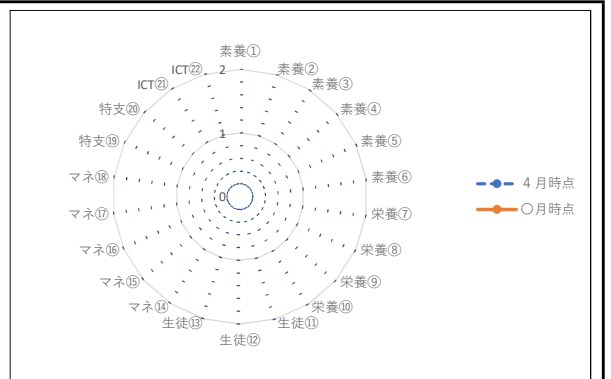 素養①
素養②
素養③
素養④
素養⑤
素養⑥
栄養⑦
栄養⑧
栄養⑨
栄養⑩
生徒⑪
生徒⑫
生徒⑬
マネ⑭
マネ⑮
マネ⑯
マネ⑰
マネ⑱
特支⑲
特支⑳
ICT㉑
ICT㉒
2
1
0
4月時点
〇月時点